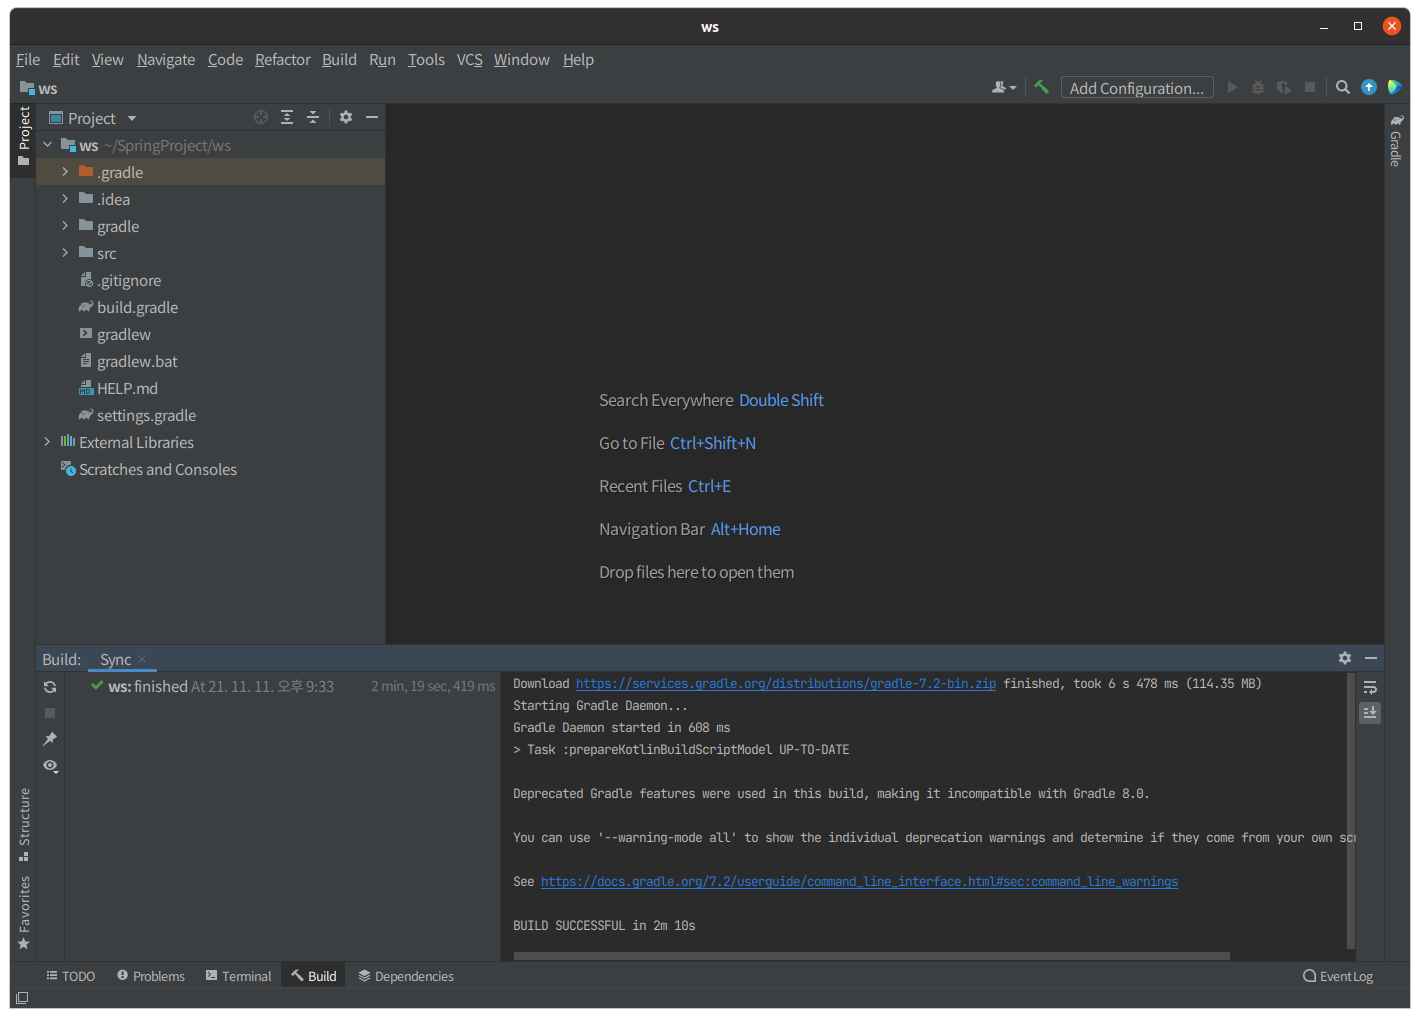 ws
File Edit View Navigate Code Refactor Build Run Tools VCS Window Help
ws
Add Configuration...
Project
Project
Gradle
ws ~/SpringProject/ws
.gradle
.idea
gradle
src
.gitignore
build.gradle
gradlew
gradlew.bat
HELP.md
settings.gradle
External Libraries
Scratches and Consoles
Search Everywhere Double Shift
Go to File Ctrl+Shift+N
Recent Files Ctrl+E
Navigation Bar Alt+Home
Drop files here to open them
Build: Sync
ws: finished At 21. 11. 11. 오후 9:33 2 min, 19 sec, 419 ms
Download https://services.gradle.org/distributions/gradle-7.2-bin.zip finished, took 6 s 478 ms (114.35 MB)
Starting Gradle Daemon...
Gradle Daemon started in 608 ms
> Task :prepareKotlinBuildScriptModel UP-TO-DATE
Deprecated Gradle features were used in this build, making it incompatible with Gradle 8.0.
You can use '--warning-mode all' to show the individual deprecation warnings and determine if they come from your own sc
See https://docs.gradle.org/7.2/userguide/command_line_interface.html#sec:command_line_warnings
BUILD SUCCESSFUL in 2m 10s
Structure
Favorites
TODO Problems Terminal Build Dependencies Event Log